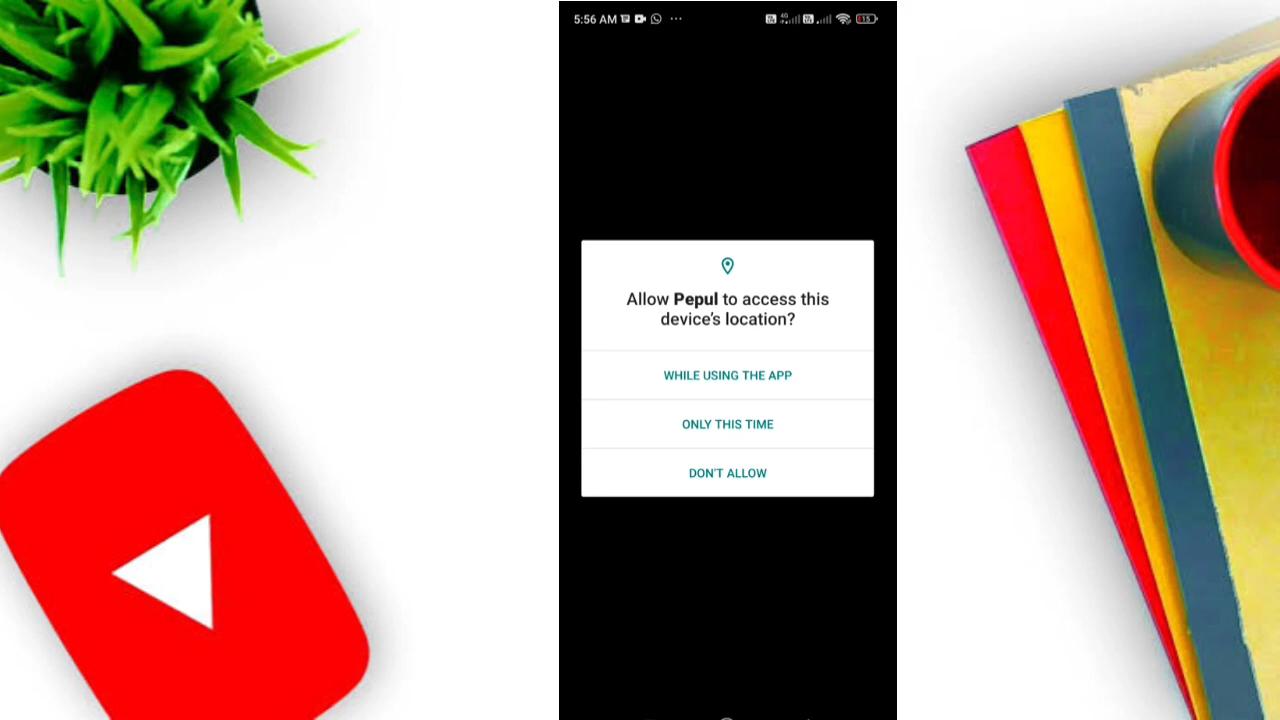 5:56 AM
15
Allow Pepul to access this
device's location?
WHILE USING THE APP
ONLY THIS TIME
DON'T ALLOW